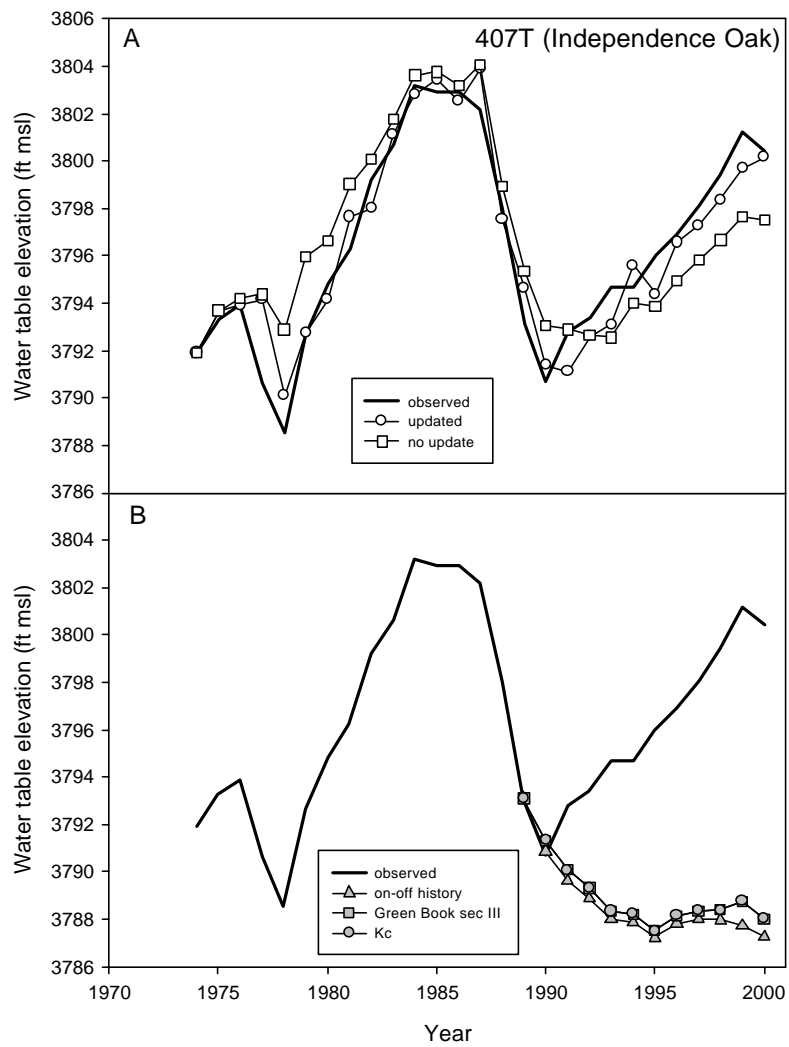 A
407T (Independence Oak)
Water table elevation (ft msl)
3806
3804
3802
3800
3798
3796
3794
3792
3790
3788
3786
observed
updated
no update
B
Water table elevation (ft msl)
3804
3802
3800
3798
3796
3794
3792
3790
3788
3786
observed
on-off history
Green Book sec III
Kc
1970
1975
1980
1985
1990
1995
2000
Year